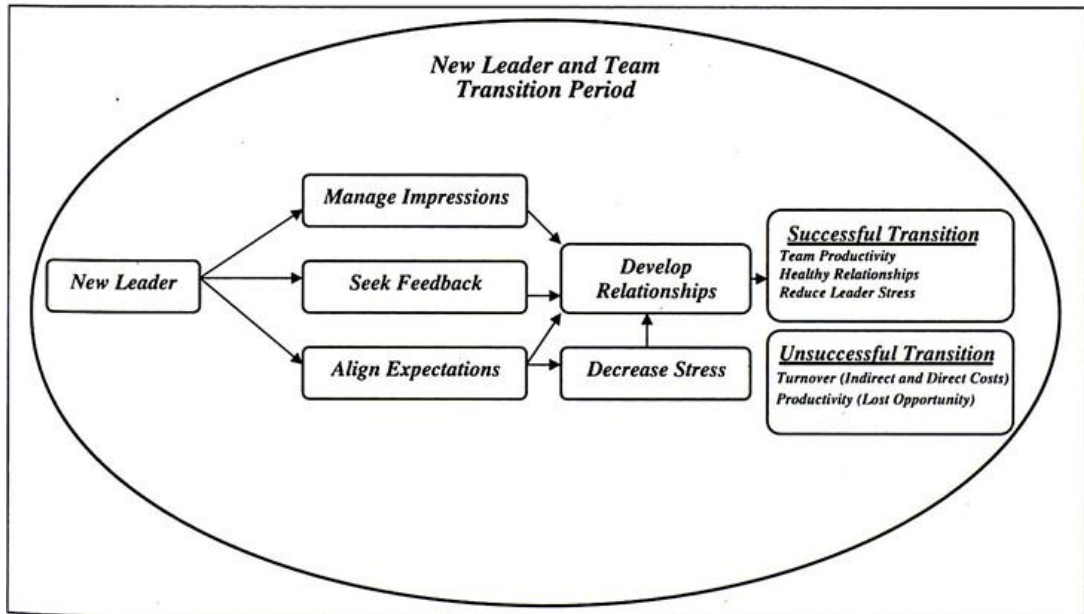 New Leader and Team
Transition Period
Manage Impressions
New Leader
Seek Feedback
Align Expectations
Develop
Relationships
Decrease Stress
Successful Transition
Team Productivity
Healthy Relationships
Reduce Leader Stress
Unsuccessful Transition
Turnover (Indirect and Direct Costs)
Productivity (Lost Opportunity)